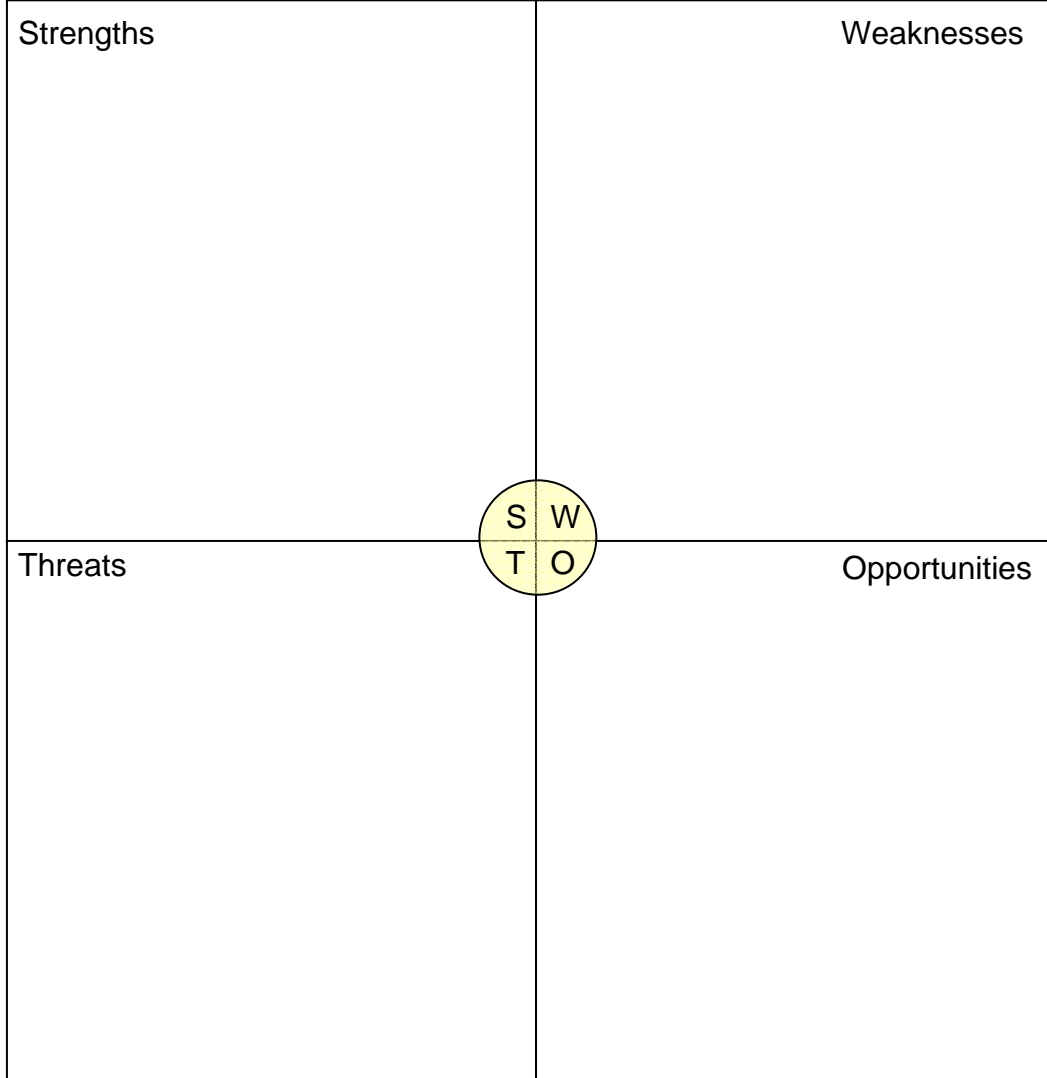 Strengths
Weaknesses
S W
T O
Threats
Opportunities